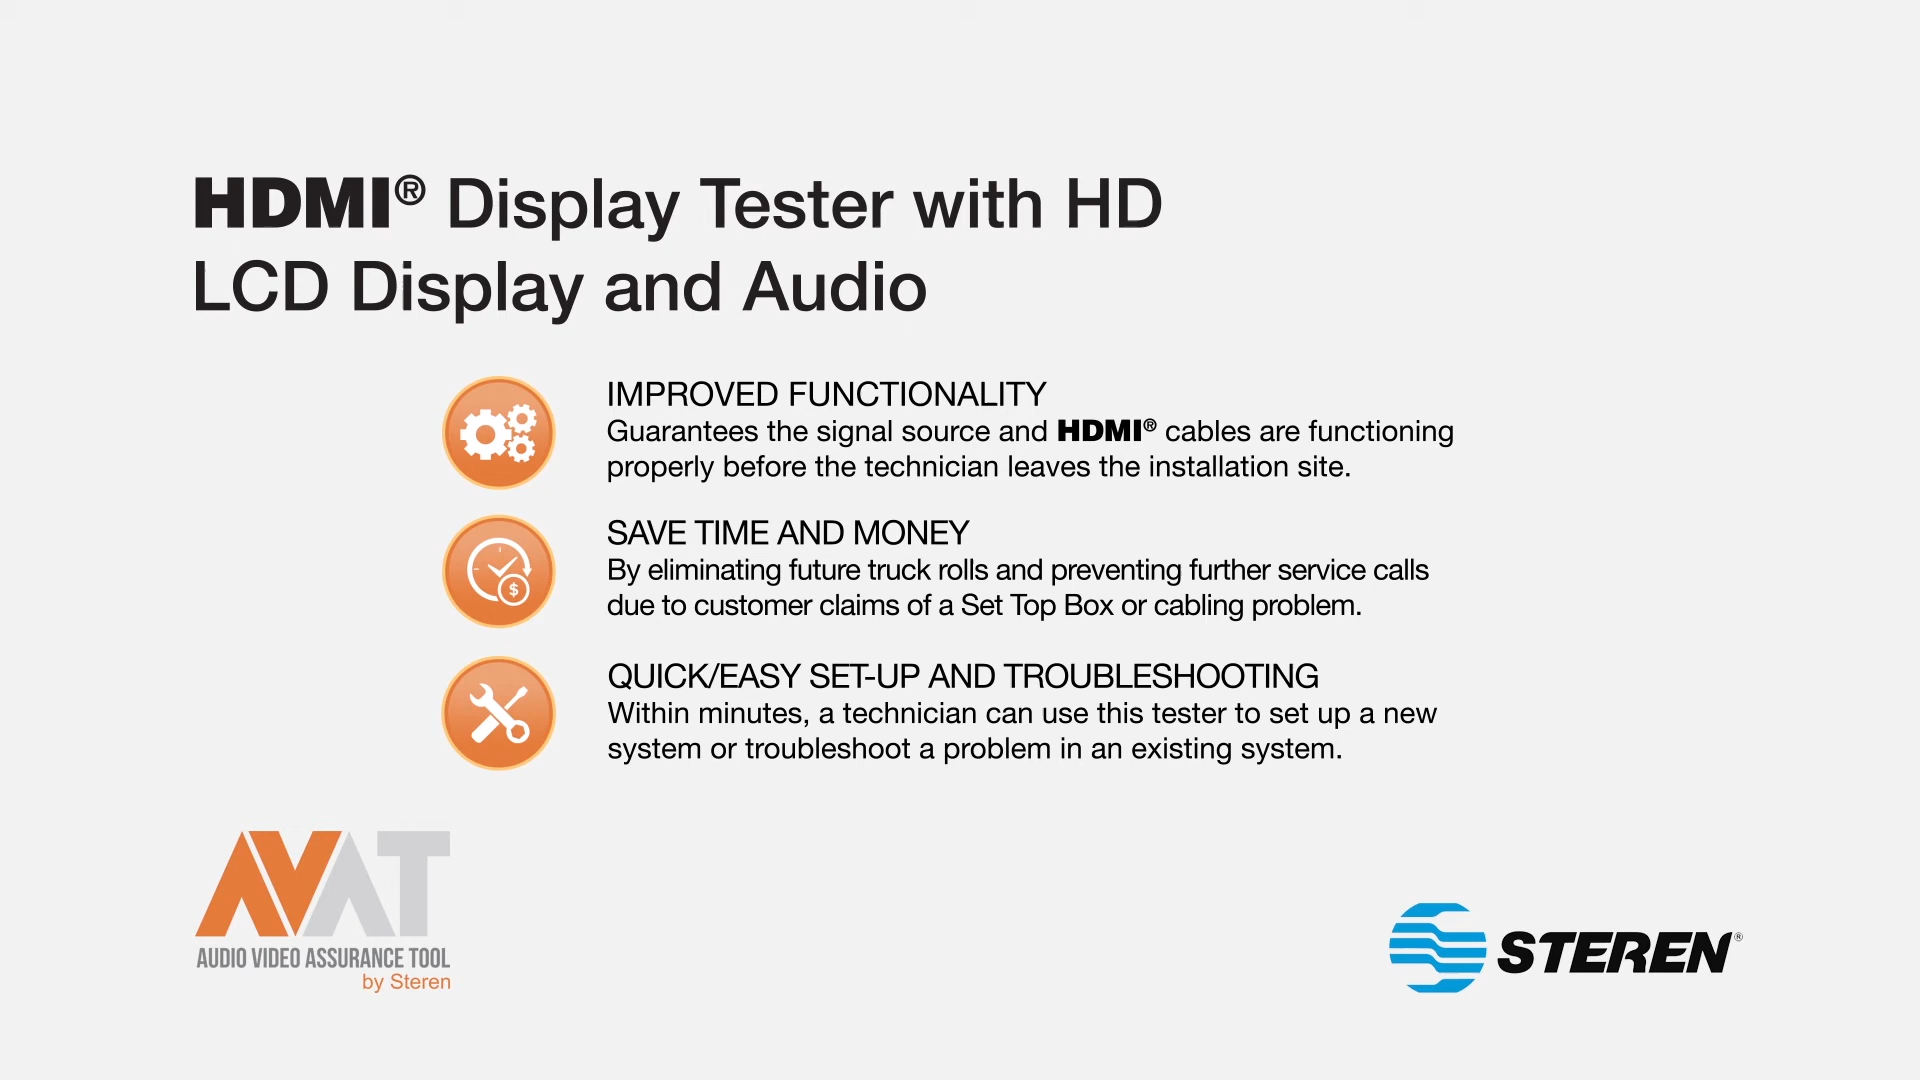 HDMI® Display Tester with HD
LCD Display and Audio
IMPROVED FUNCTIONALITY
Guarantees the signal source and HDMI® cables are functioning
properly before the technician leaves the installation site.
SAVE TIME AND MONEY
By eliminating future truck rolls and preventing further service calls
due to customer claims of a Set Top Box or cabling problem.
$
QUICK/EASY SET-UP AND TROUBLESHOOTING
Within minutes, a technician can use this tester to set up a new
system or troubleshoot a problem in an existing system.
AVAT
AUDIO VIDEO ASSURANCE TOOL
by Steren
STEREN®